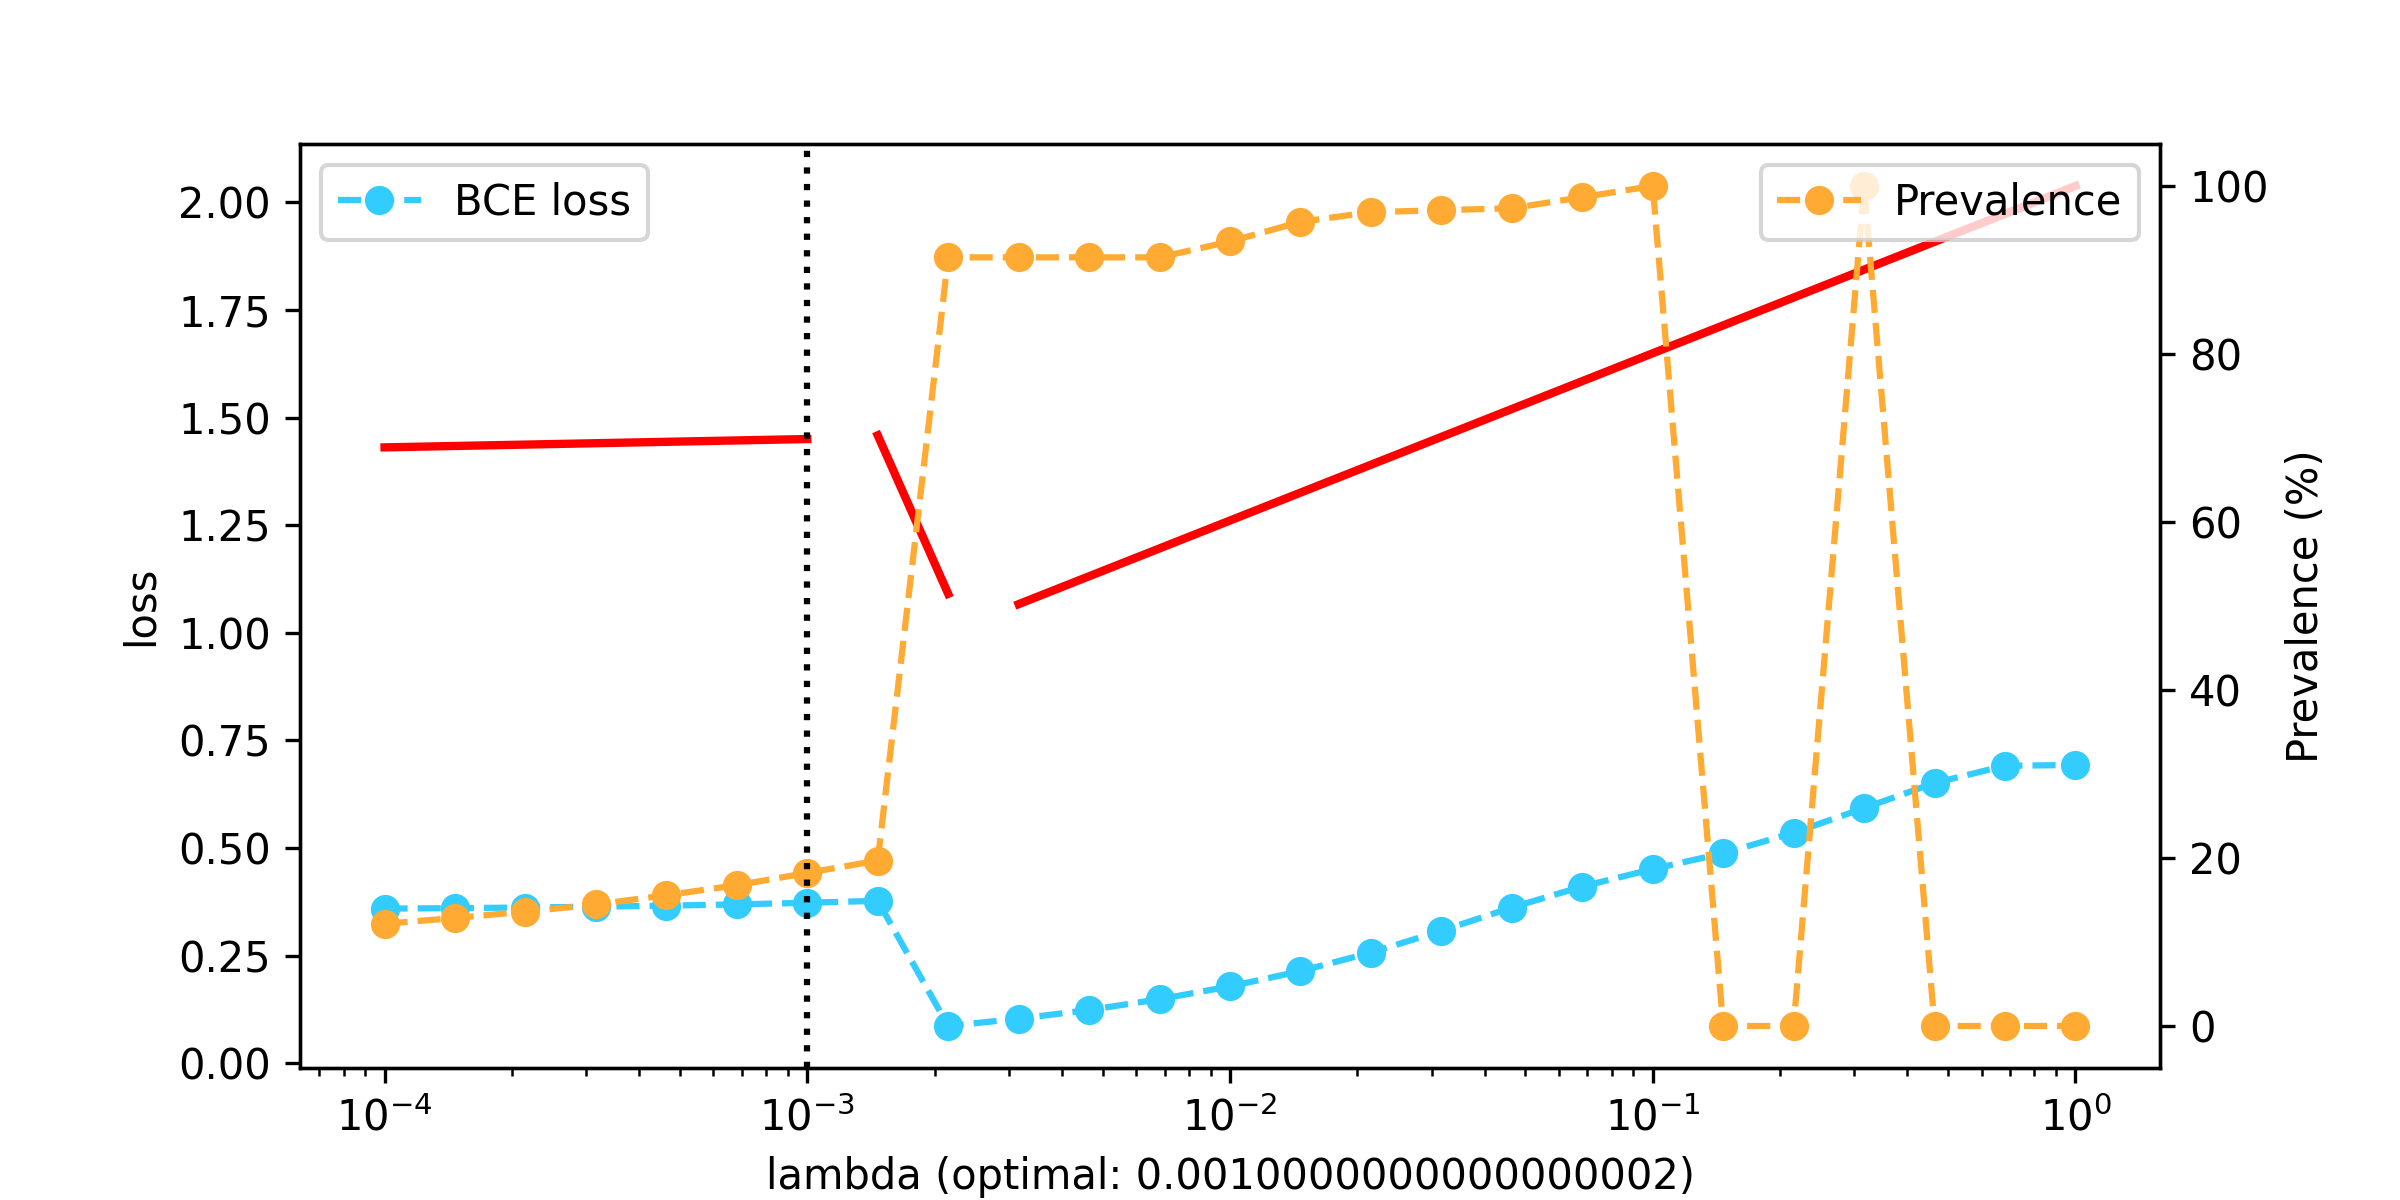 BCE loss
Prevalence
2.00
1.75
1.50
1.25
1.00
0.75
0.50
0.25
0.00
loss
100
80
60
40
20
0
Prevalence (%)
10⁻⁴ 10⁻³ 10⁻² 10⁻¹ 10⁰
lambda (optimal: 0.0010000000000000002)